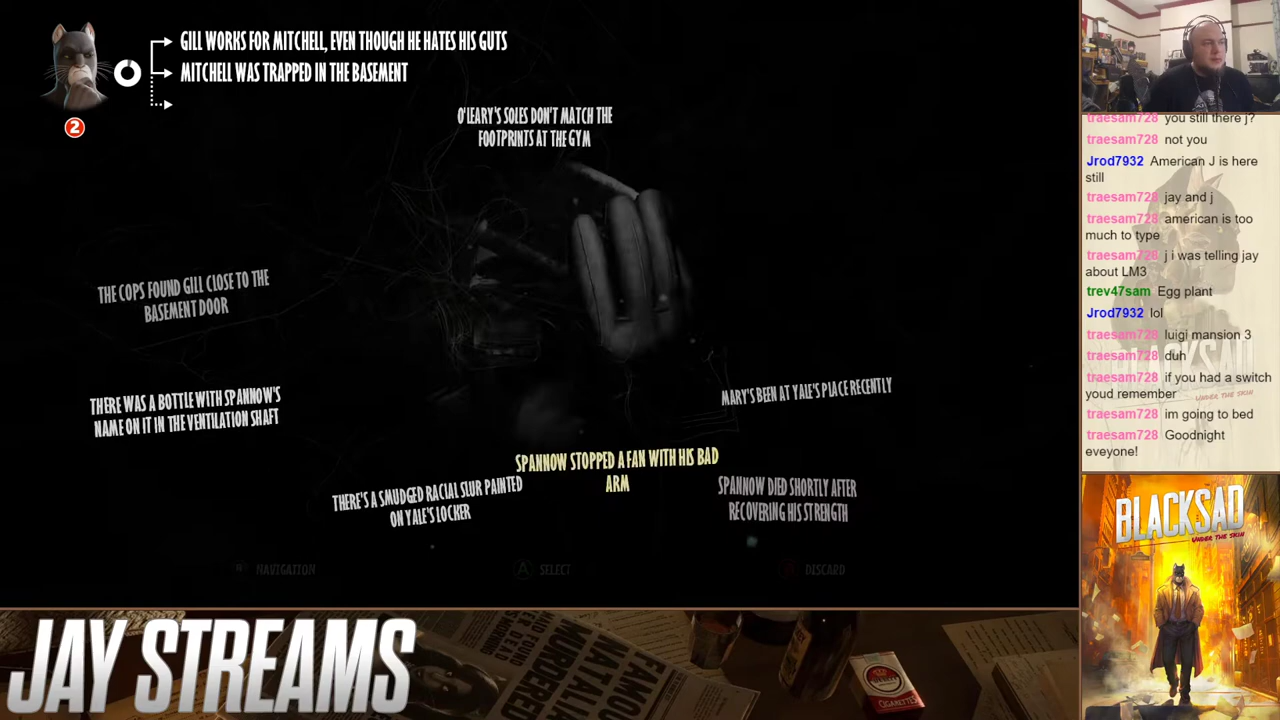 GILL WORKS FOR MITCHELL, EVEN THOUGH HE HATES HIS GUTS
MITCHELL WAS TRAPPED IN THE BASEMENT
2
O'LEARY'S SOLES DON'T MATCH THE
FOOTPRINTS AT THE GYM
THE COPS FOUND GILL CLOSE TO THE
BASEMENT DOOR
THERE WAS A BOTTLE WITH SPANNOW'S
NAME ON IT IN THE VENTILATION SHAFT
MARY'S BEEN AT YALE'S PLACE RECENTLY
SPANNOW STOPPED A FAN WITH HIS BAD
ARM
THERE'S A SMUDGED RACIAL SLUR PAINTED
ON YALE'S LOCKER
SPANNOW DIED SHORTLY AFTER
RECOVERING HIS STRENGTH
NAVIGATION
A SELECT
DISCARD
traesam728 you still there j?
traesam728 not you
Jrod7932 American J is here
still
traesam728 jay and j
traesam728 american is too
much to type
traesam728 j i was telling jay
about LM3
trev47sam Egg plant
Jrod7932 lol
traesam728 luigi mansion 3
traesam728 duh
traesam728 if you had a switch
youd remember
traesam728 im going to bed
traesam728 Goodnight
eveyone!
BLACKSAD
UNDER THE SKIN
BLACKSAD
UNDER THE SKIN
JAY STREAMS
MURDERED
CIGARETTES